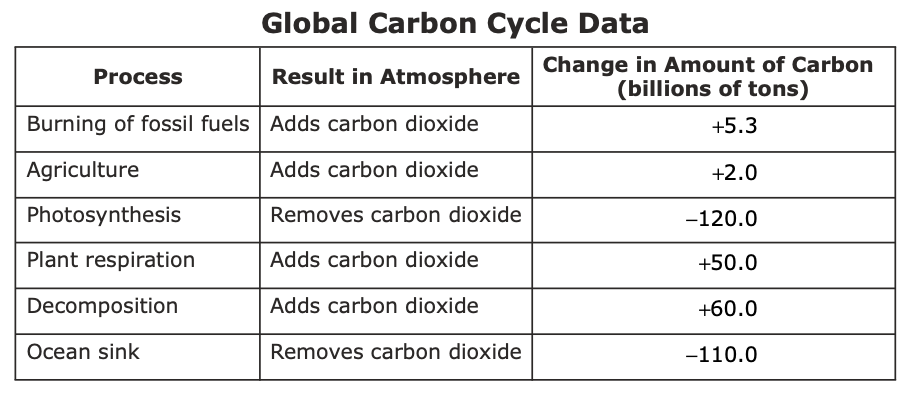 Global Carbon Cycle Data
Process Result in Atmosphere Change in Amount of Carbon
(billions of tons)
Burning of fossil fuels Adds carbon dioxide +5.3
Agriculture Adds carbon dioxide +2.0
Photosynthesis Removes carbon dioxide −120.0
Plant respiration Adds carbon dioxide +50.0
Decomposition Adds carbon dioxide +60.0
Ocean sink Removes carbon dioxide −110.0